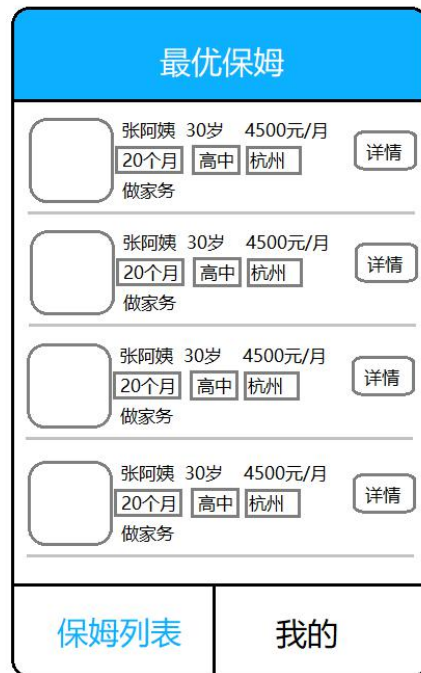 最优保姆
张阿姨 30岁 4500元/月
详情
20个月 高中 杭州
做家务
张阿姨 30岁 4500元/月
详情
20个月 高中 杭州
做家务
张阿姨 30岁 4500元/月
详情
20个月 高中 杭州
做家务
张阿姨 30岁 4500元/月
详情
20个月 高中 杭州
做家务
保姆列表 我的